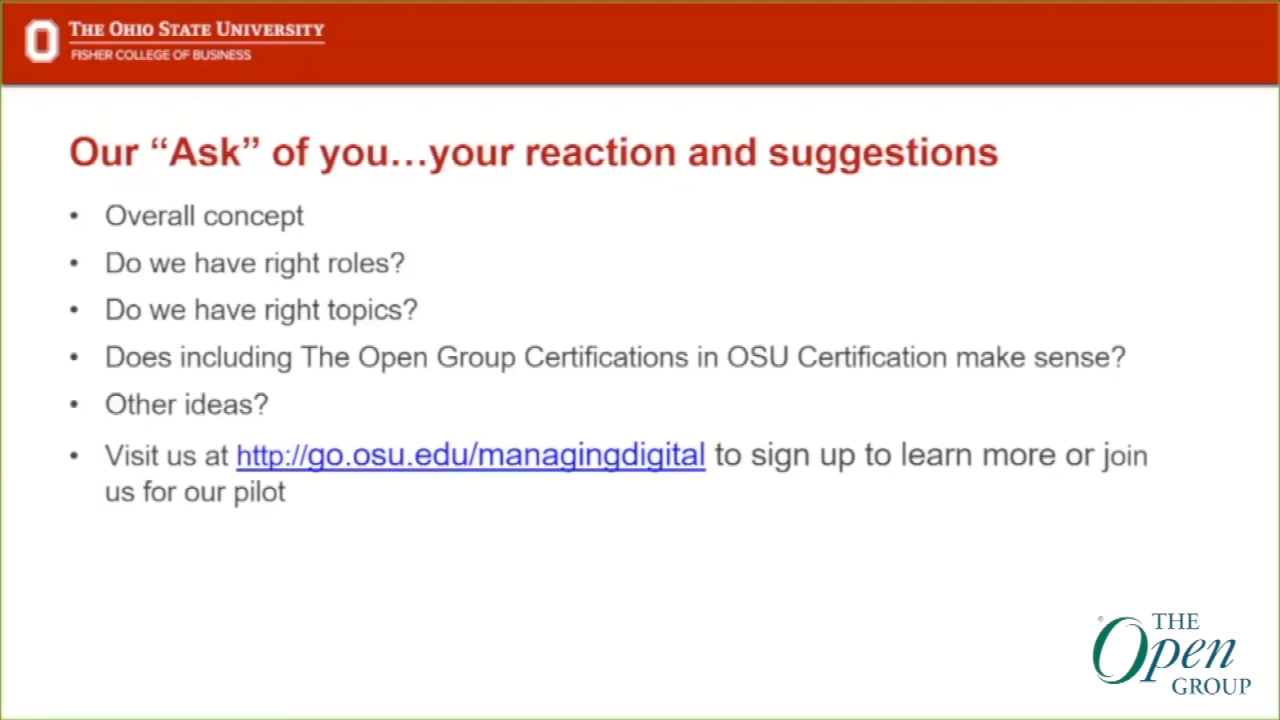 THE OHIO STATE UNIVERSITY
FISHER COLLEGE OF BUSINESS
Our “Ask” of you…your reaction and suggestions
• Overall concept
• Do we have right roles?
• Do we have right topics?
• Does including The Open Group Certifications in OSU Certification make sense?
• Other ideas?
• Visit us at http://go.osu.edu/managingdigital to sign up to learn more or join
us for our pilot
® THE
Open
GROUP